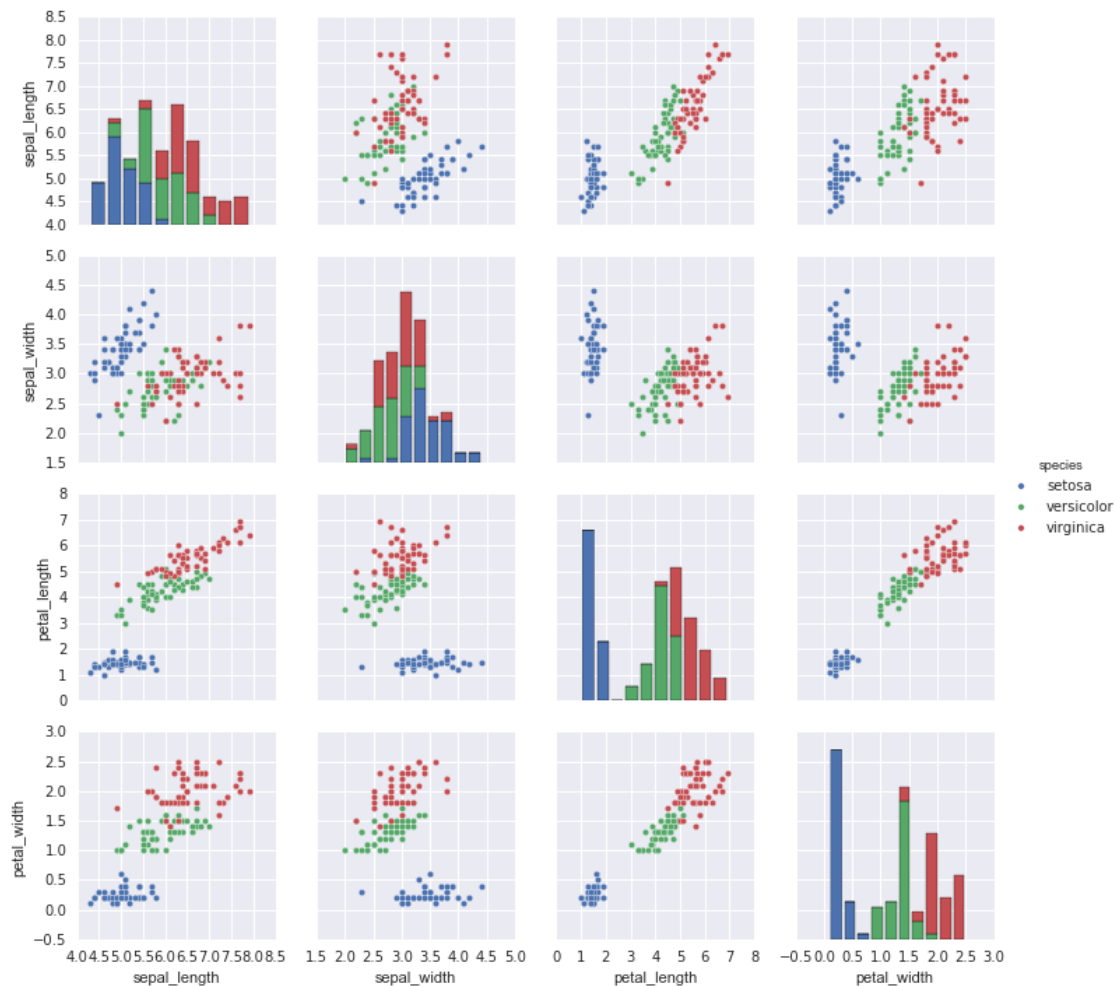 8.5
8.0
7.5
7.0
6.5
6.0
5.5
5.0
4.5
4.0
sepal_length
5.0
4.5
4.0
3.5
3.0
2.5
2.0
1.5
sepal_width
8
7
6
5
4
3
2
1
0
petal_length
3.0
2.5
2.0
1.5
1.0
0.5
0.0
−0.5
petal_width
4.0 4.5 5.0 5.5 6.0 6.5 7.0 7.5 8.0 8.5
sepal_length
1.5 2.0 2.5 3.0 3.5 4.0 4.5 5.0
sepal_width
0 1 2 3 4 5 6 7 8
petal_length
−0.5 0.0 0.5 1.0 1.5 2.0 2.5 3.0
petal_width
species
setosa
versicolor
virginica